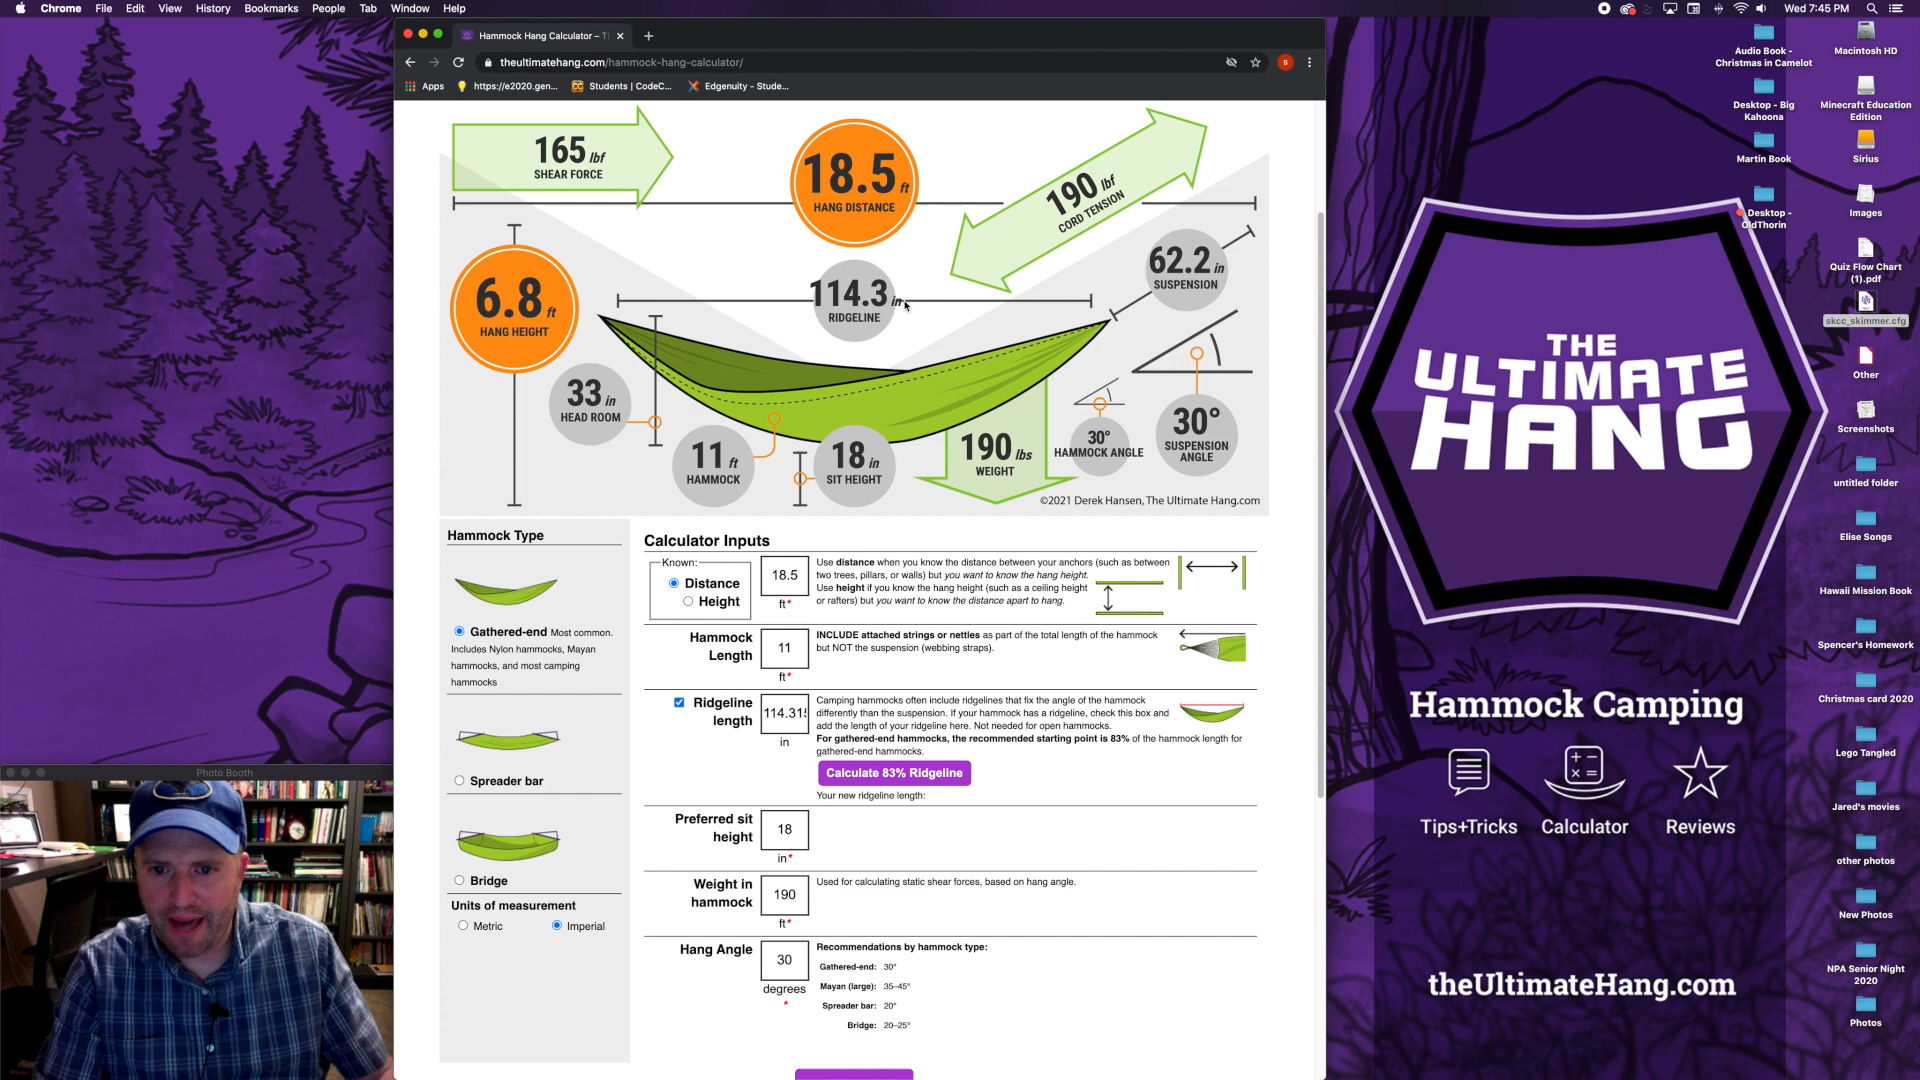 Chrome File Edit View History Bookmarks People Tab Window Help
Wed 7:45 PM
Hammock Hang Calculator – T
theultimatehang.com/hammock-hang-calculator/
s
Apps
https://e2020.gen...
Students | CodeC...
Edgenuity - Stude...
165 lbf
SHEAR FORCE
18.5 ft
HANG DISTANCE
190 lbf
CORD TENSION
62.2 in
SUSPENSION
6.8 ft
HANG HEIGHT
114.3 in
RIDGELINE
33 in
HEAD ROOM
11 ft
HAMMOCK
18 in
SIT HEIGHT
190 lbs
WEIGHT
30°
HAMMOCK ANGLE
30°
SUSPENSION
ANGLE
©2021 Derek Hansen, The Ultimate Hang.com
Hammock Type
Gathered-end Most common.
Includes Nylon hammocks, Mayan
hammocks, and most camping
hammocks
Spreader bar
Bridge
Units of measurement
Metric
Imperial
Calculator Inputs
Known:
Distance
Height
18.5
ft*
Use distance when you know the distance between your anchors (such as between
two trees, pillars, or walls) but you want to know the hang height.
Use height if you know the hang height (such as a ceiling height
or rafters) but you want to know the distance apart to hang.
Hammock
Length
11
ft*
INCLUDE attached strings or nettles as part of the total length of the hammock
but NOT the suspension (webbing straps).
Ridgeline
length
114.31
in
Camping hammocks often include ridgelines that fix the angle of the hammock
differently than the suspension. If your hammock has a ridgeline, check this box and
add the length of your ridgeline here. Not needed for open hammocks.
For gathered-end hammocks, the recommended starting point is 83% of the hammock length for
gathered-end hammocks.
Calculate 83% Ridgeline
Your new ridgeline length:
Preferred sit
height
18
in*
Weight in
hammock
190
ft*
Used for calculating static shear forces, based on hang angle.
Hang Angle
30
degrees
*
Recommendations by hammock type:
Gathered-end: 30°
Mayan (large): 35–45°
Spreader bar: 20°
Bridge: 20–25°
Photo Booth
Audio Book -
Christmas in Camelot
Desktop - Big
Kahoona
Martin Book
Desktop -
OldThorin
Macintosh HD
Minecraft Education
Edition
Sirius
Images
Quiz Flow Chart
(1).pdf
skcc_skimmer.cfg
Other
Screenshots
untitled folder
Elise Songs
Hawaii Mission Book
Spencer's Homework
Christmas card 2020
Lego Tangled
Jared's movies
other photos
New Photos
NPA Senior Night
2020
Photos
THE
ULTIMATE
HANG
Hammock Camping
Tips+Tricks
Calculator
Reviews
theUltimateHang.com